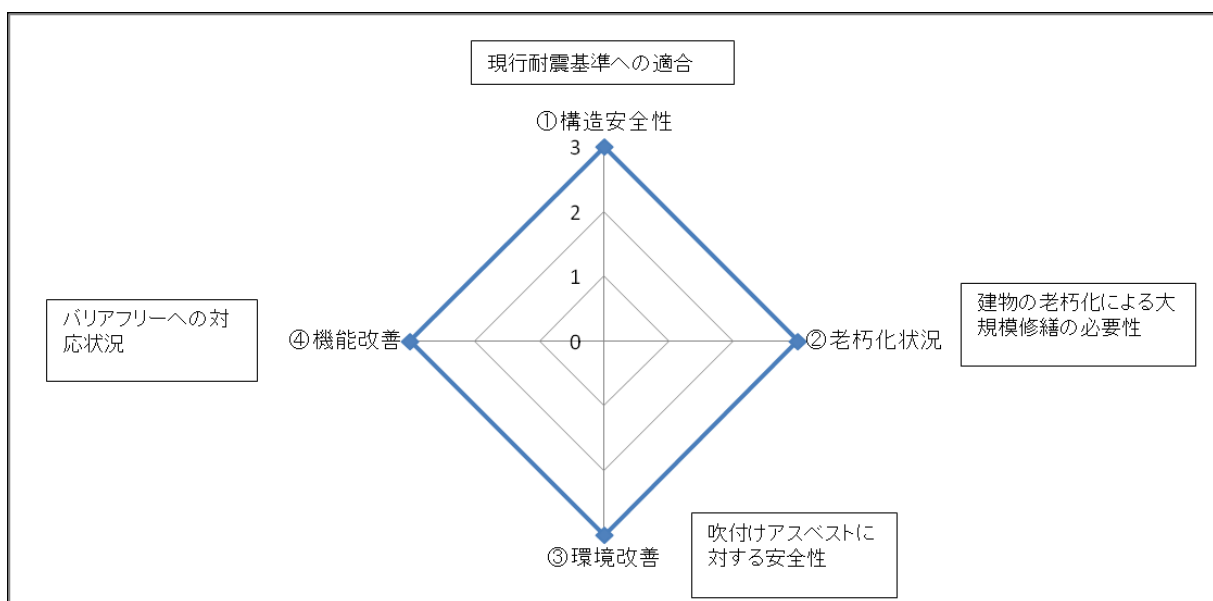 現行耐震基準への適合
①構造安全性
3
2
1
0
バリアフリーへの対
応状況
④機能改善
②老朽化状況
建物の老朽化による大
規模修繕の必要性
③環境改善
吹付けアスベストに
対する安全性